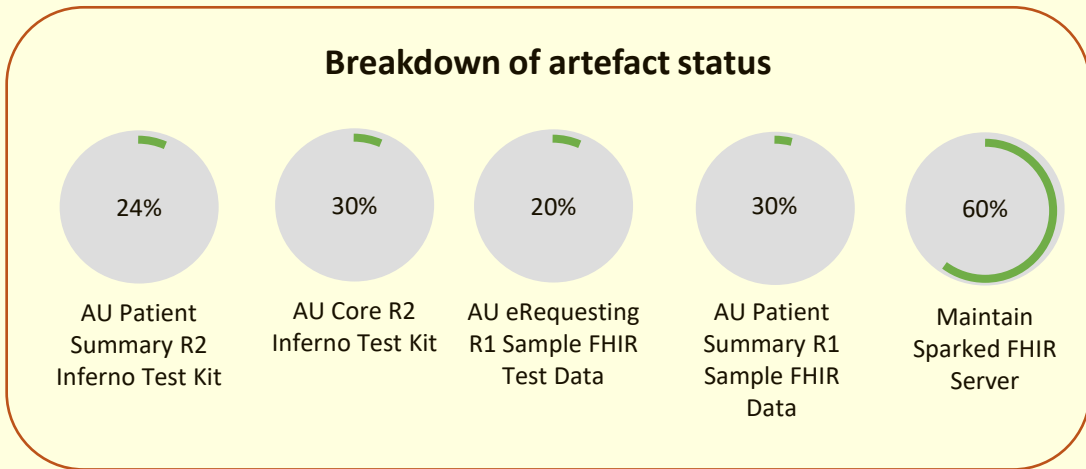 Breakdown of artefact status
24%
AU Patient
Summary R2
Inferno Test Kit
30%
AU Core R2
Inferno Test Kit
20%
AU eRequesting
R1 Sample FHIR
Test Data
30%
AU Patient
Summary R1
Sample FHIR
Data
60%
Maintain
Sparked FHIR
Server